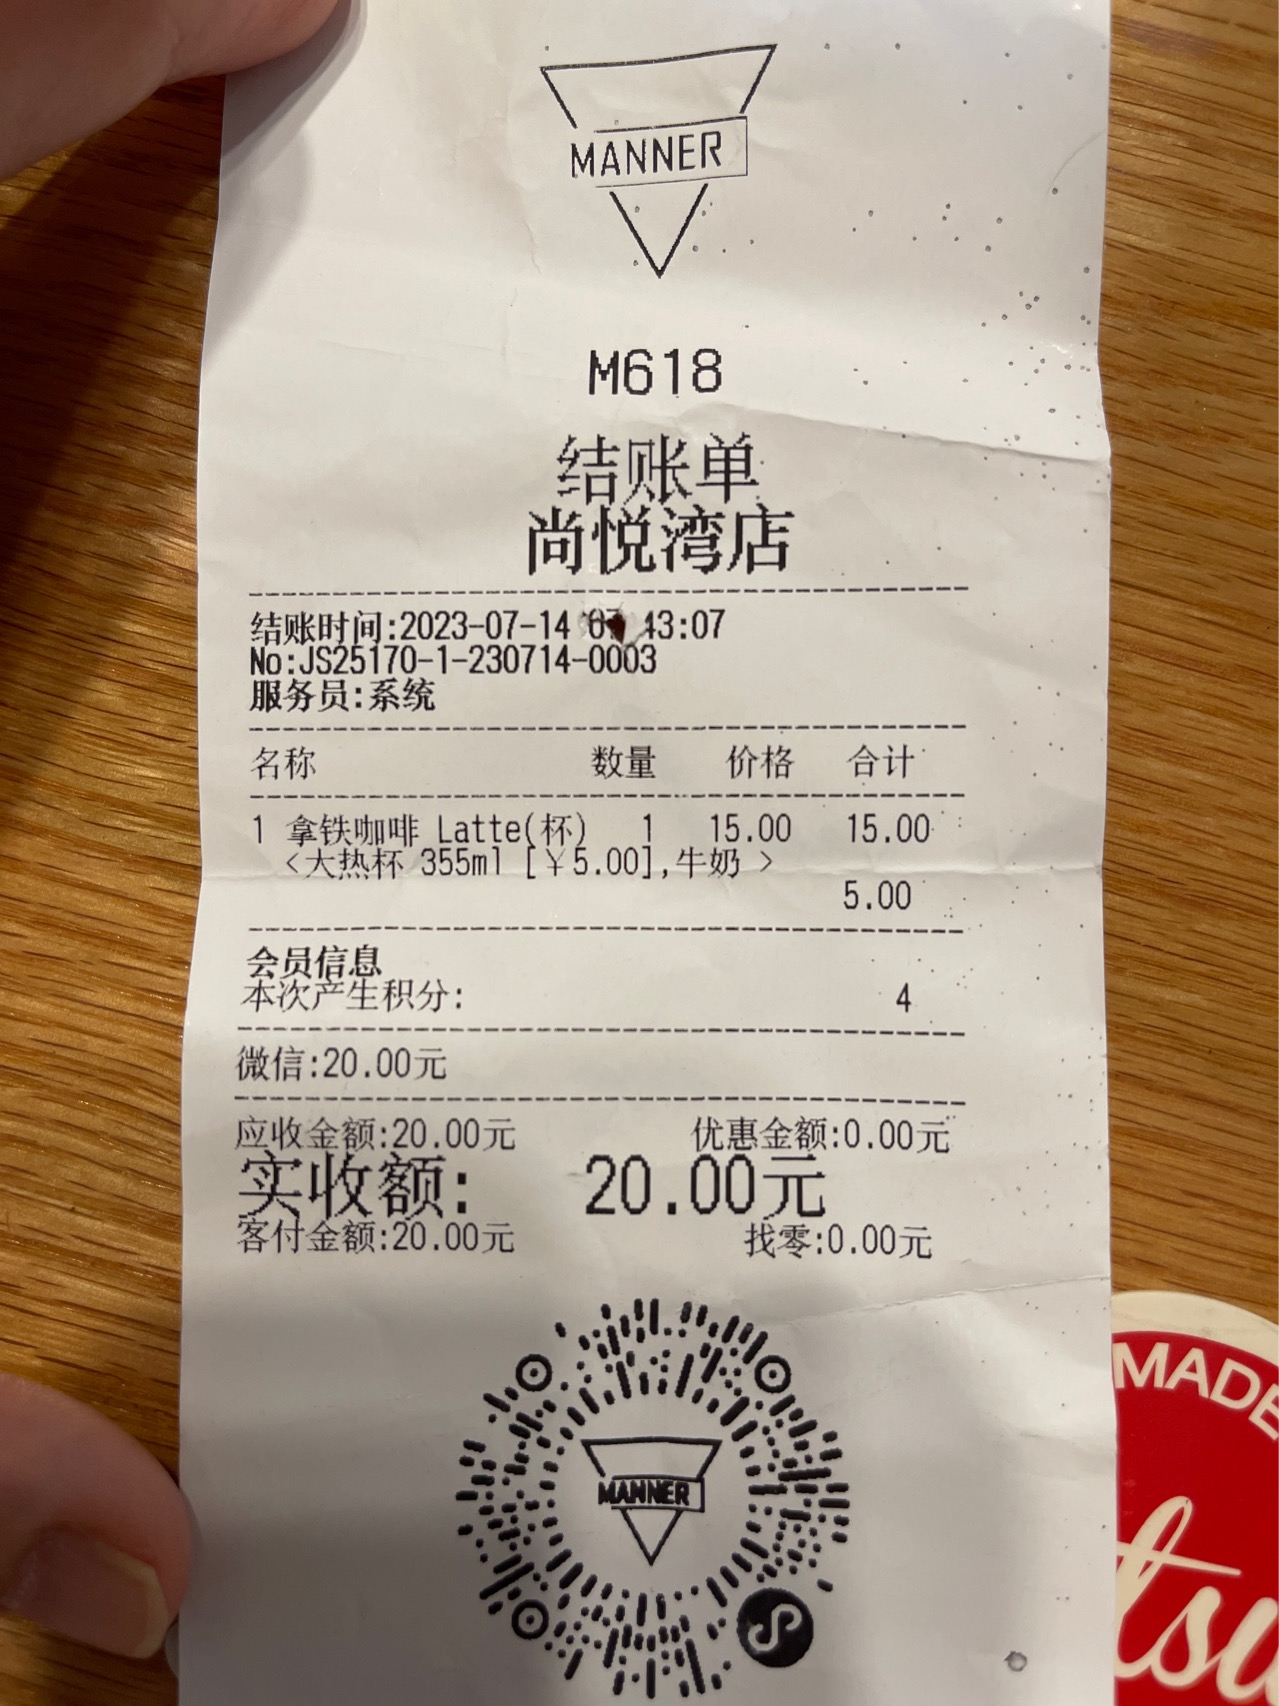 MANNER
M618
结账单
尚悦湾店
结账时间:2023-07-14 43:07
No:JS25170-1-230714-0003
服务员:系统
名称 数量 价格 合计
1 拿铁咖啡 Latte(杯) 1 15.00 15.00
<大热杯 355ml [￥5.00],牛奶 >
5.00
会员信息
本次产生积分: 4
微信:20.00元
应收金额:20.00元 优惠金额:0.00元
实收额: 20.00元
客付金额:20.00元 找零:0.00元
MANNER
MADE